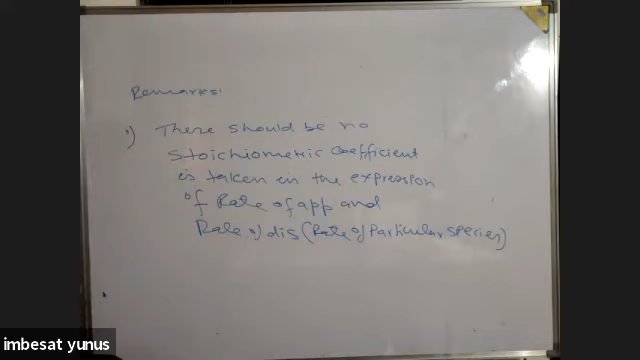 Remarks:
1) There should be no
Stoichiometric Coefficient
is taken in the expression
of Rate of app and
Rate of dis (Rate of Particular species)
imbesat yunus